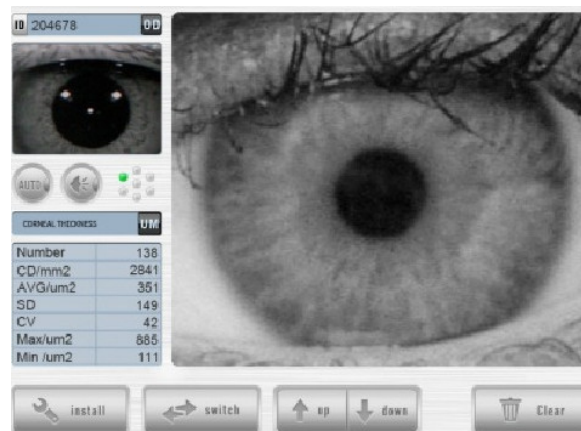 ID 204678 OD
AUTO
CORNEAL THICKNESS UM
Number 138
CD/mm2 2841
AVG/um2 351
SD 149
CV 42
Max/um2 885
Min /um2 111
install
switch
up
down
Clear